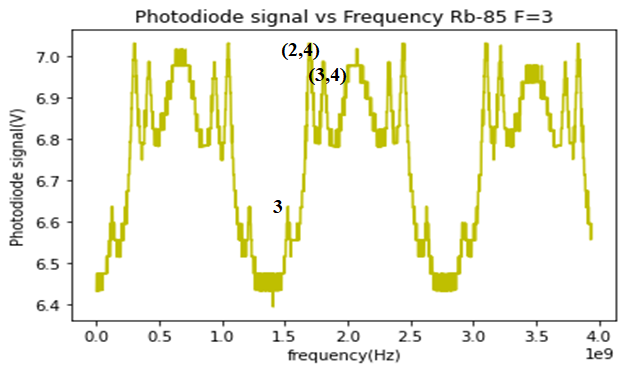 Photodiode signal vs Frequency Rb-85 F=3
Photodiode signal(V)
7.0
6.9
6.8
6.7
6.6
6.5
6.4
(2,4)
(3,4)
3
0.0 0.5 1.0 1.5 2.0 2.5 3.0 3.5 4.0
1e9
frequency(Hz)